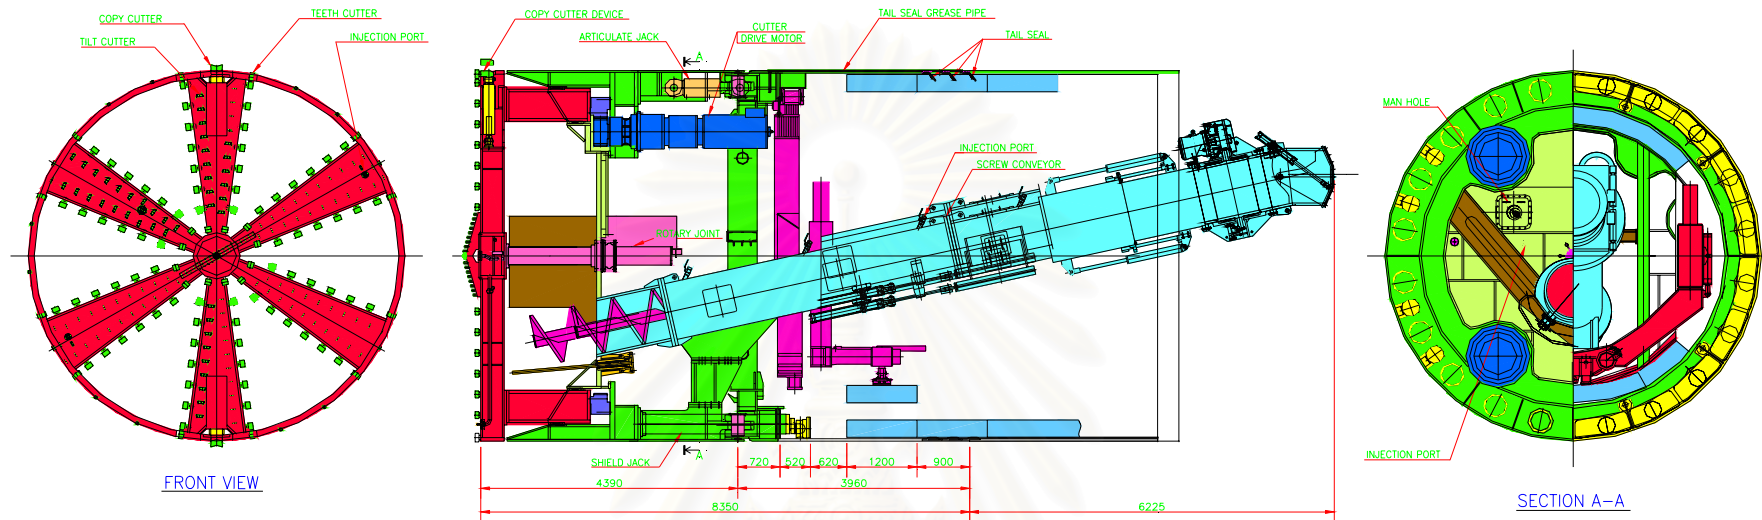 COPY CUTTER
TEETH CUTTER
TILT CUTTER
INJECTION PORT
FRONT VIEW
COPY CUTTER DEVICE
ARTICULATE JACK
A
CUTTER
DRIVE MOTOR
TAIL SEAL GREASE PIPE
TAIL SEAL
INJECTION PORT
SCREW CONVEYOR
ROTARY JOINT
SHIELD JACK
A
720
520
620
1200
900
4390
3960
8350
6225
MAN HOLE
INJECTION PORT
SECTION A-A